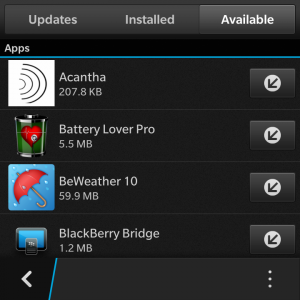 Updates Installed Available
Apps
Acantha
207.8 KB
Battery Lover Pro
5.5 MB
BeWeather 10
59.9 MB
BlackBerry Bridge
1.2 MB